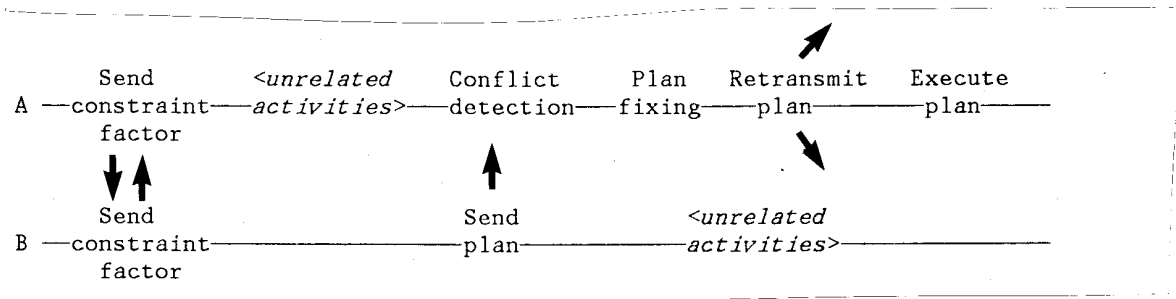 Send <unrelated Conflict Plan Retransmit Execute
A constraint activities> detection fixing plan plan
factor
Send Send <unrelated
B constraint plan activities>
factor